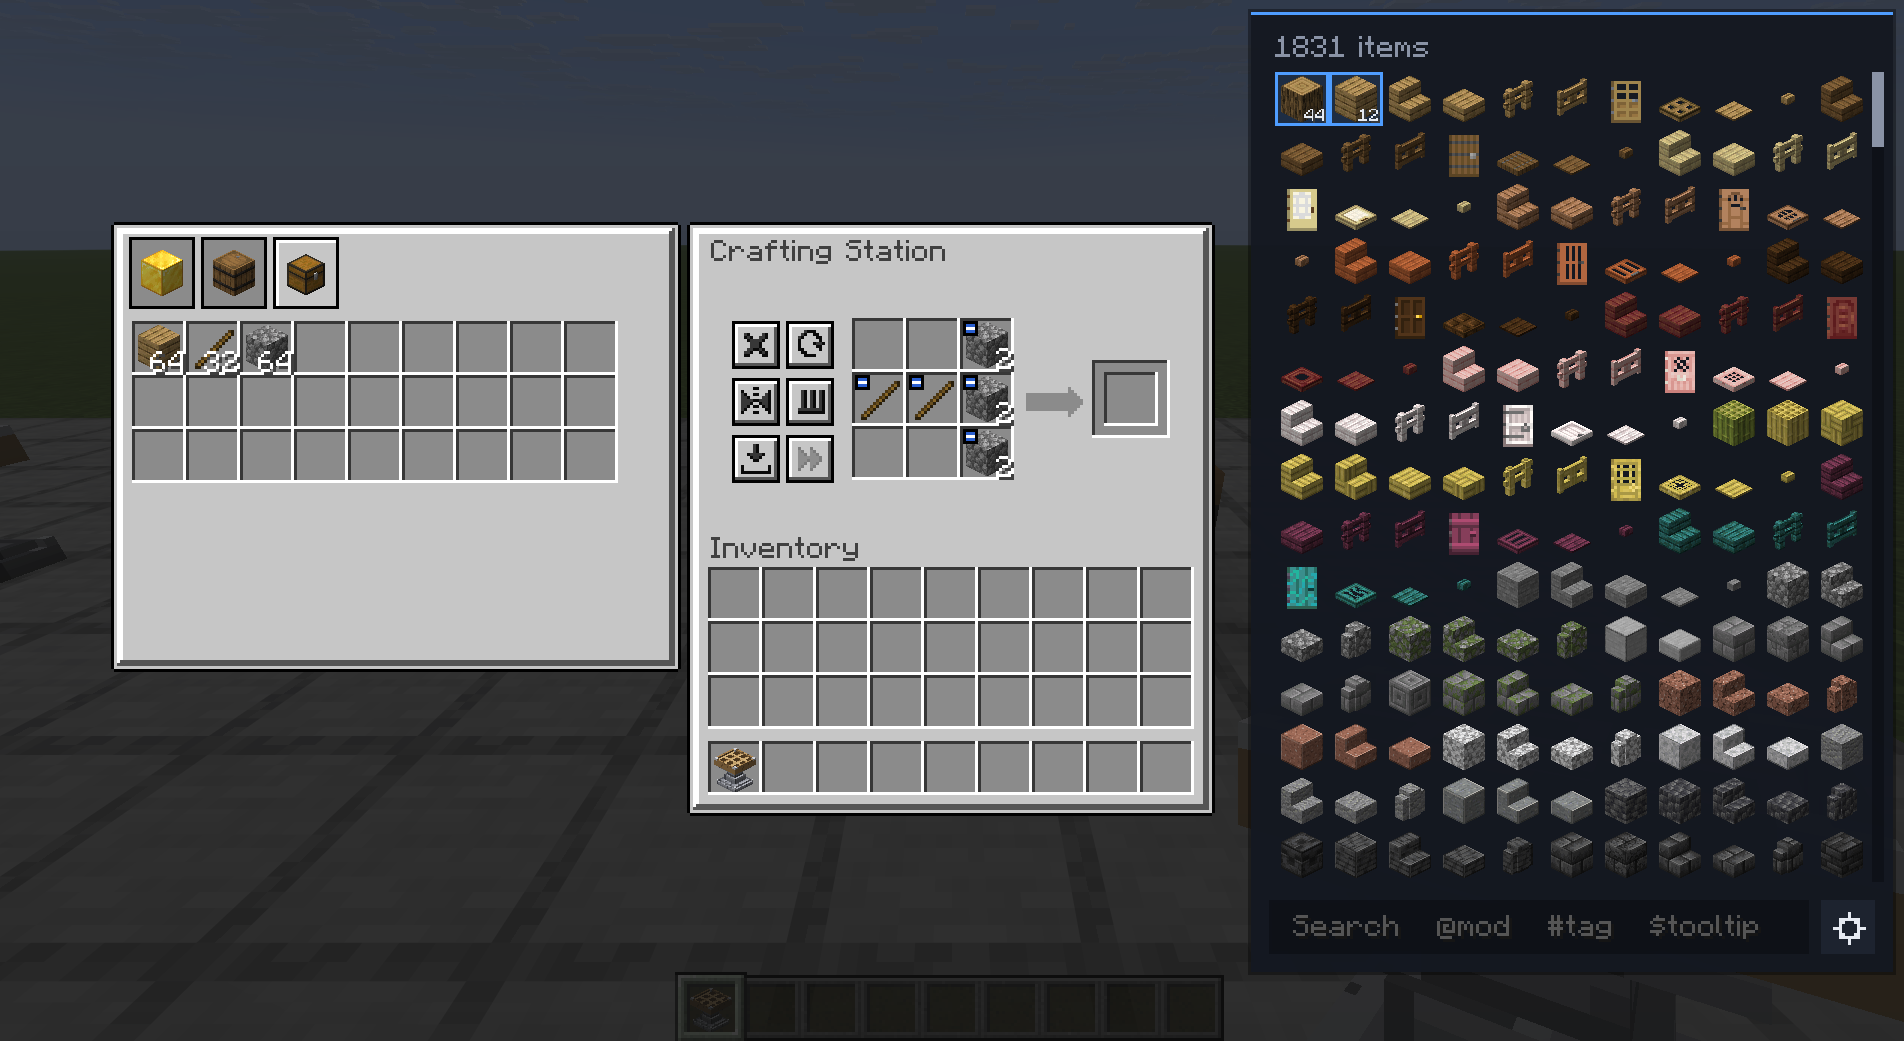 1831 items
44 12
Crafting Station
64 32 64
2
2
2
Inventory
Search @mod #tag $tooltip